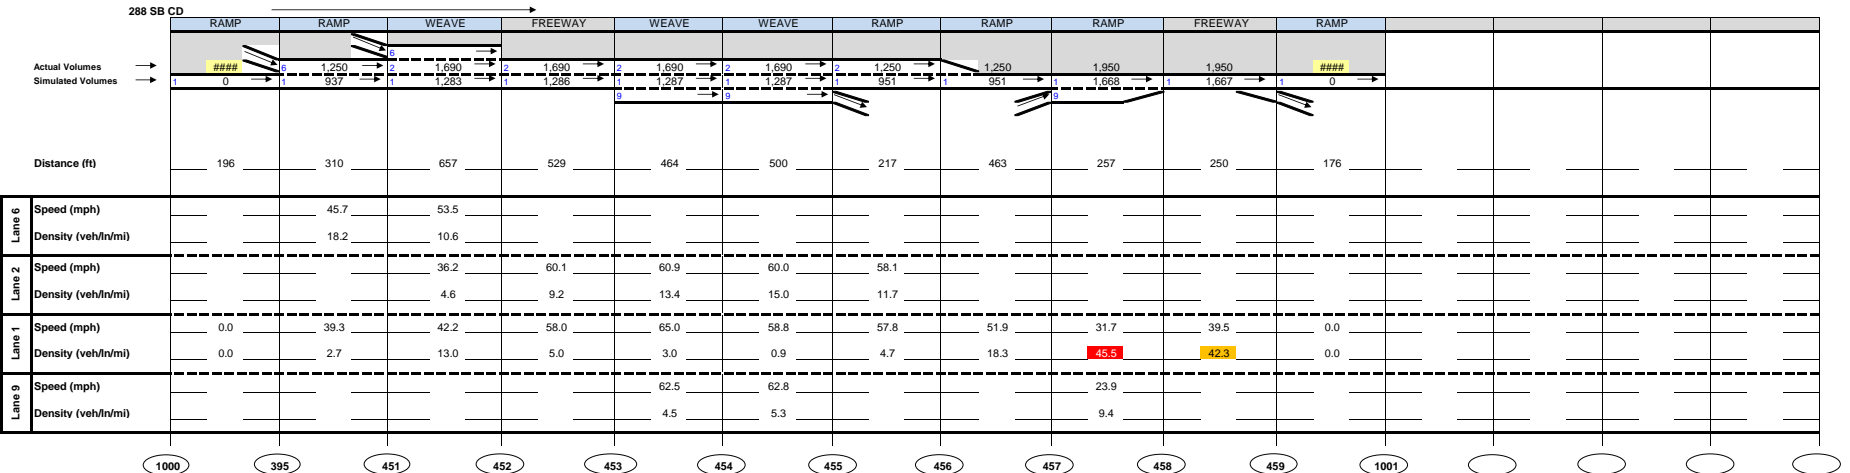 288 SB CD
RAMP RAMP WEAVE FREEWAY WEAVE WEAVE RAMP RAMP RAMP FREEWAY RAMP
6
Actual Volumes #### 6 1,250 2 1,690 2 1,690 2 1,690 2 1,690 2 1,250 1,250 1,950 1,950 ####
Simulated Volumes 1 0 1 937 1 1,283 1 1,286 1 1,287 1 1,287 1 951 1 951 1 1,668 1 1,667 1 0
9 9 9
Distance (ft) 196 310 657 529 464 500 217 463 257 250 176
Lane 6
Speed (mph) 45.7 53.5
Density (veh/ln/mi) 18.2 10.6
Lane 2
Speed (mph) 36.2 60.1 60.9 60.0 58.1
Density (veh/ln/mi) 4.6 9.2 13.4 15.0 11.7
Lane 1
Speed (mph) 0.0 39.3 42.2 58.0 65.0 58.8 57.8 51.9 31.7 39.5 0.0
Density (veh/ln/mi) 0.0 2.7 13.0 5.0 3.0 0.9 4.7 18.3 45.5 42.3 0.0
Lane 9
Speed (mph) 62.5 62.8 23.9
Density (veh/ln/mi) 4.5 5.3 9.4
1000 395 451 452 453 454 455 456 457 458 459 1001